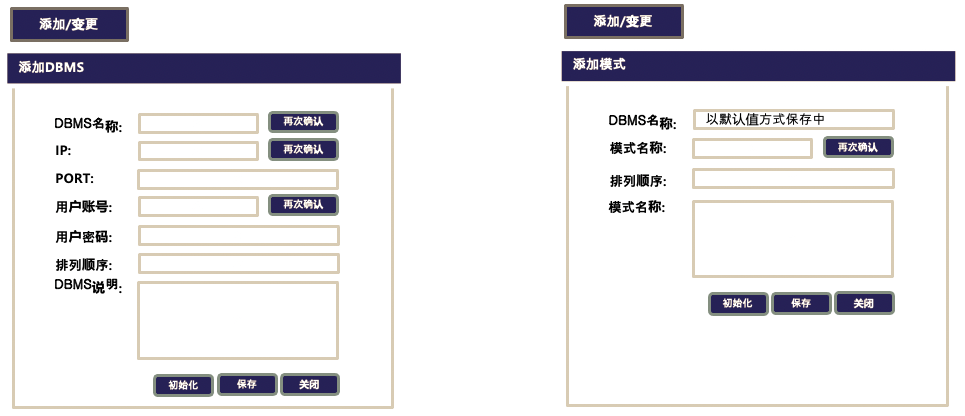 添加/变更
添加DBMS
DBMS名称:
再次确认
IP:
再次确认
PORT:
用户账号:
再次确认
用户密码:
排列顺序:
DBMS说明:
初始化
保存
关闭
添加/变更
添加模式
DBMS名称:
以默认值方式保存中
模式名称:
再次确认
排列顺序:
模式名称:
初始化
保存
关闭